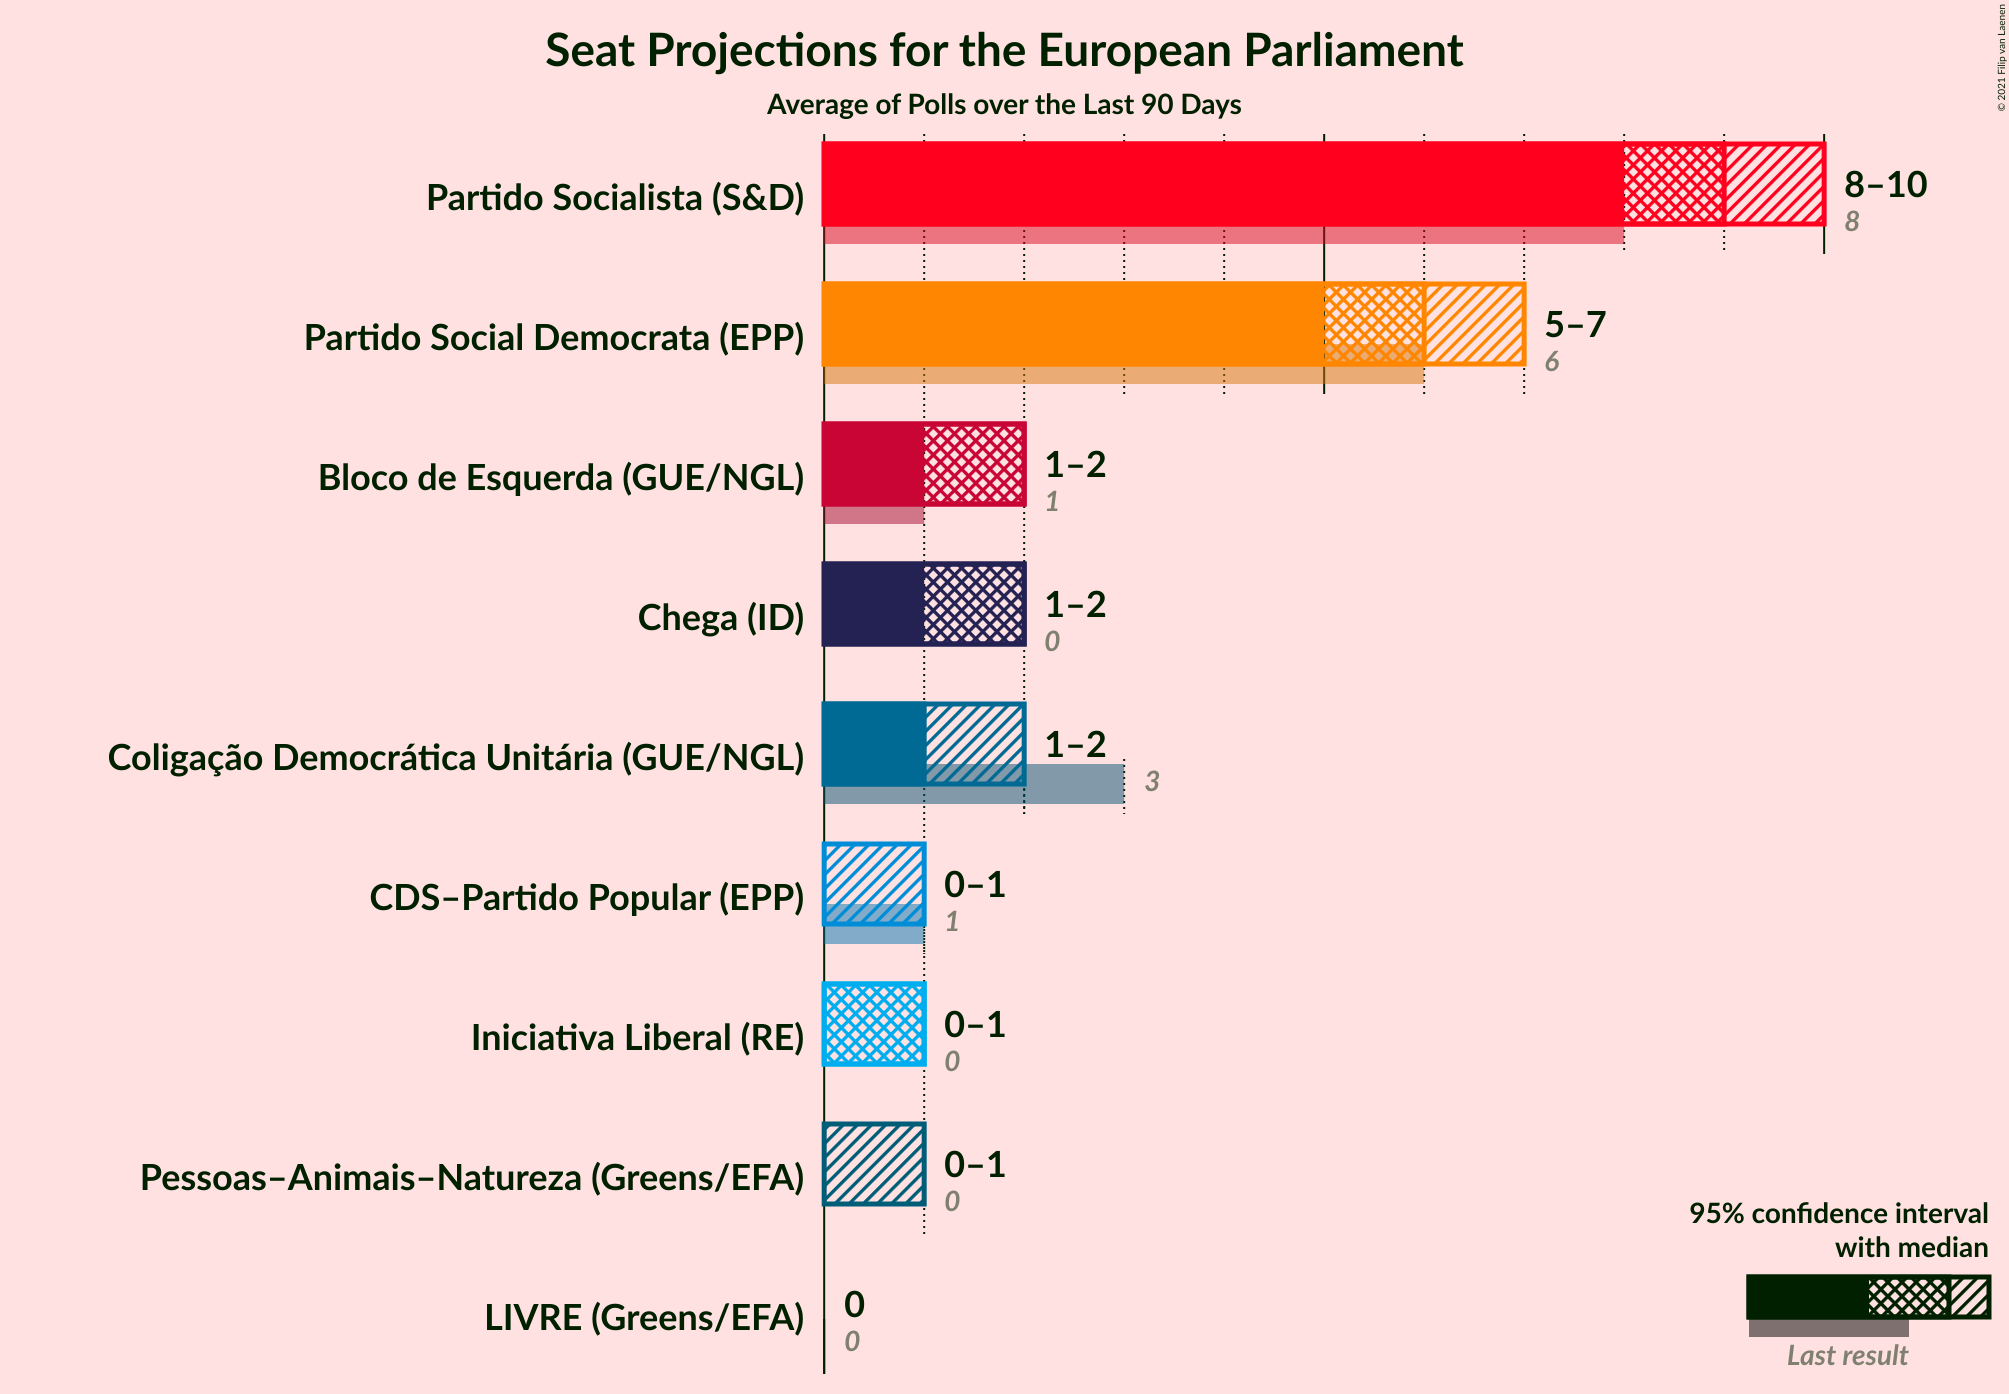 Seat Projections for the European Parliament
Average of Polls over the Last 90 Days
© 2021 Filip van Laenen
Partido Socialista (S&D)
8–10
8
Partido Social Democrata (EPP)
5–7
6
Bloco de Esquerda (GUE/NGL)
1–2
1
Chega (ID)
1–2
0
Coligação Democrática Unitária (GUE/NGL)
1–2
3
CDS–Partido Popular (EPP)
0–1
1
Iniciativa Liberal (RE)
0–1
0
Pessoas–Animais–Natureza (Greens/EFA)
0–1
0
LIVRE (Greens/EFA)
0
0
95% confidence interval
with median
Last result